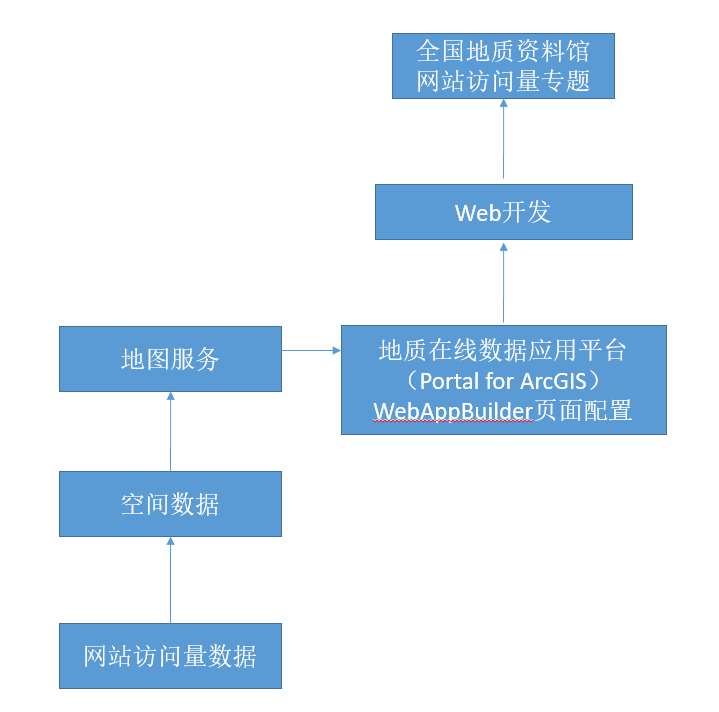 全国地质资料馆
网站访问量专题
Web开发
地图服务
地质在线数据应用平台
（Portal for ArcGIS）
WebAppBuilder页面配置
空间数据
网站访问量数据